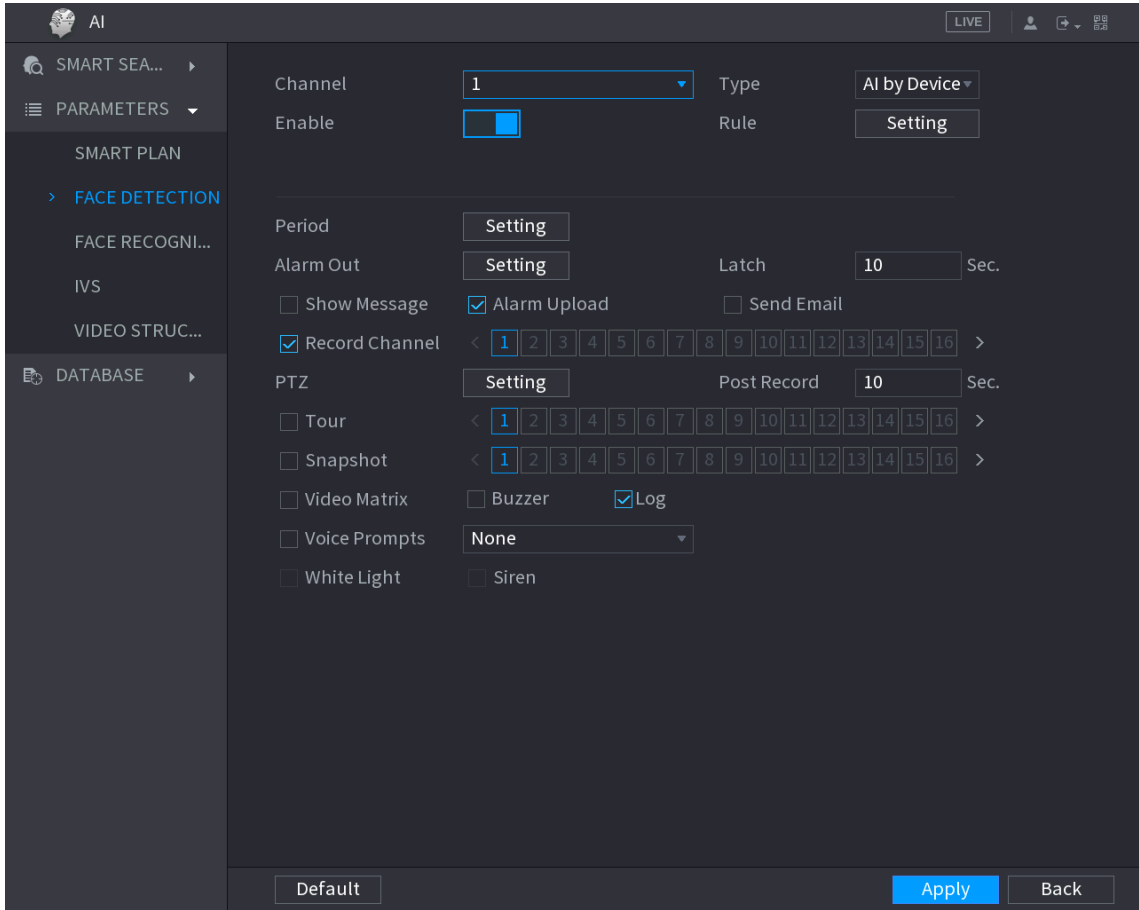 AI LIVE
SMART SEA...
PARAMETERS
SMART PLAN
FACE DETECTION
FACE RECOGNI...
IVS
VIDEO STRUC...
DATABASE
Channel 1 Type AI by Device
Enable Rule Setting
Period Setting
Alarm Out Setting Latch 10 Sec.
Show Message Alarm Upload Send Email
Record Channel < 1 2 3 4 5 6 7 8 9 10 11 12 13 14 15 16 >
PTZ Setting Post Record 10 Sec.
Tour < 1 2 3 4 5 6 7 8 9 10 11 12 13 14 15 16 >
Snapshot < 1 2 3 4 5 6 7 8 9 10 11 12 13 14 15 16 >
Video Matrix Buzzer Log
Voice Prompts None
White Light Siren
Default Apply Back